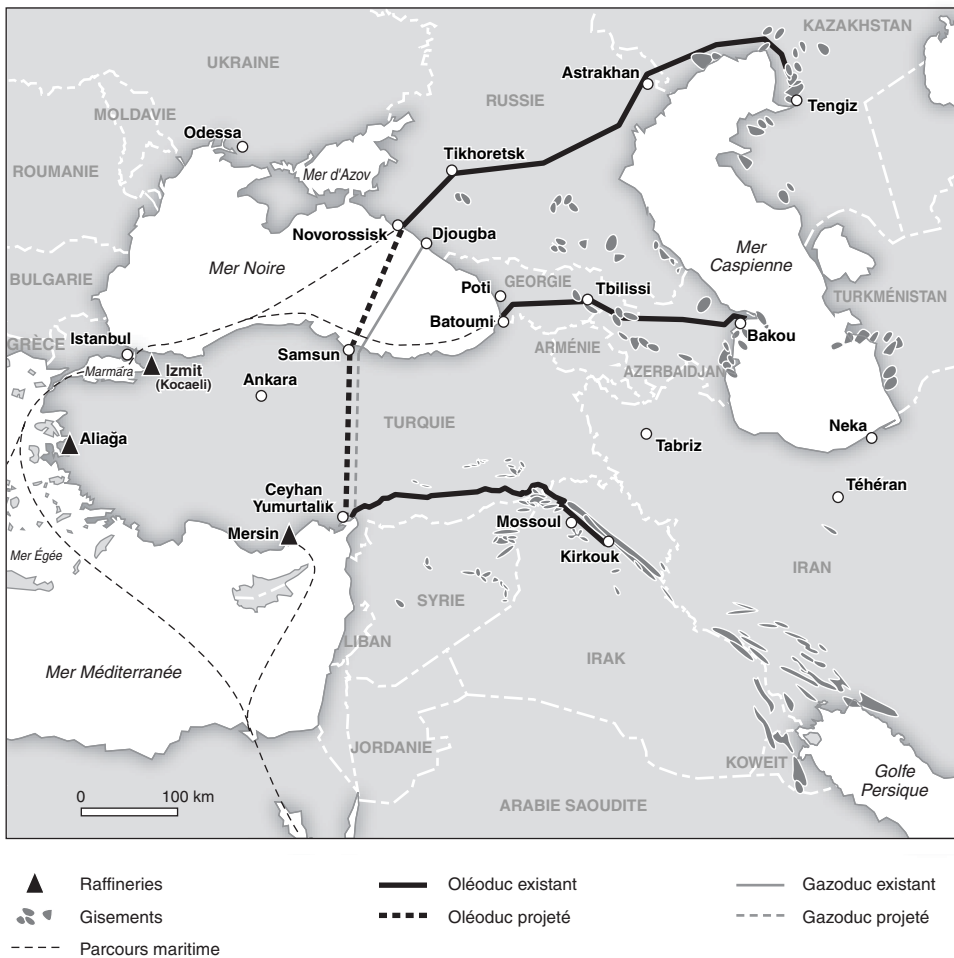 KAZAKHSTAN
UKRAINE
Astrakhan
RUSSIE
Tengiz
MOLDAVIE
Odessa
Tikhoretsk
ROUMANIE
Mer d'Azov
Novorossisk
Djougba
Mer Noire
Mer
Caspienne
BULGARIE
Poti
GEORGIE
Tbilissi
TURKMÉNISTAN
Batoumi
Bakou
GRÈCE
Istanbul
Samsun
ARMÉNIE
Marmara
Izmit
(Kocaeli)
AZERBAIDJAN
Ankara
TURQUIE
Neka
Aliağa
Tabriz
Téhéran
Ceyhan
Yumurtalik
Mersin
Mossoul
Kirkouk
Mer Égée
IRAN
SYRIE
LIBAN
IRAK
Mer Méditerranée
JORDANIE
KOWEIT
Golfe
Persique
0 100 km
ARABIE SAOUDITE
Raffineries
Oléoduc existant
Gazoduc existant
Gisements
Oléoduc projeté
Gazoduc projeté
Parcours maritime